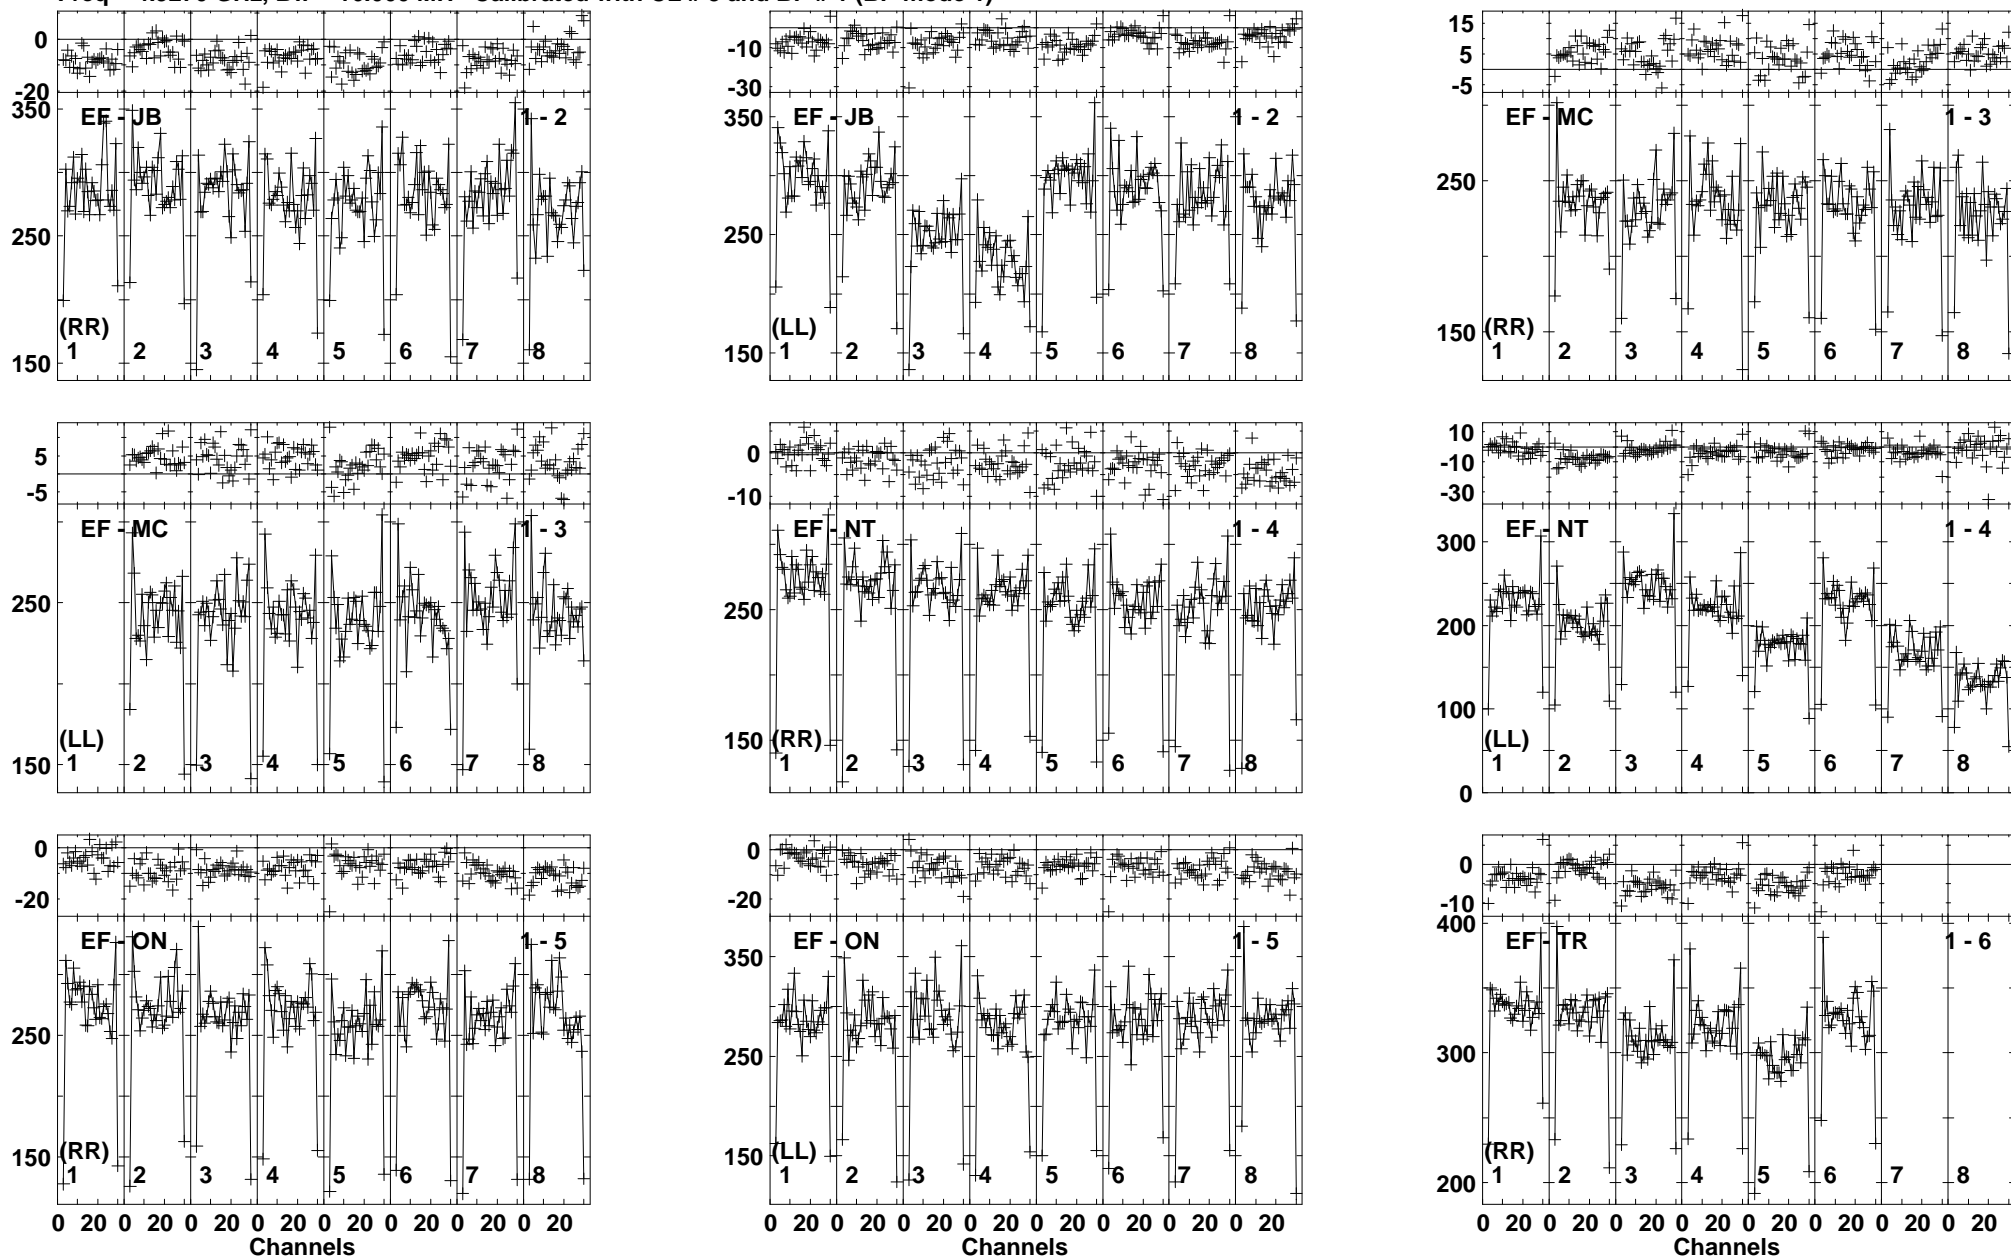 0 15
0 -10 5
-20 -30 -5
350 EF - JB 1 - 2 350 EF - JB 1 - 2 EF - MC 1 - 3
250 250 250
(RR) (LL) (RR)
150 1 2 3 4 5 6 7 8 150 1 2 3 4 5 6 7 8 150 1 2 3 4 5 6 7 8
5 0 10
-5 -10 -10
-30
EF - MC 1 - 3 EF - NT 1 - 4 300 EF - NT 1 - 4
250 250 200
(LL) (RR) 100 (LL)
150 1 2 3 4 5 6 7 8 150 1 2 3 4 5 6 7 8 1 2 3 4 5 6 7 8
0
0 0 0
-20 -20 -10
EF - ON 1 - 5 350 EF - ON 1 - 5 400 EF - TR 1 - 6
250 250 300
(RR) (LL) (RR)
150 1 2 3 4 5 6 7 8 150 1 2 3 4 5 6 7 8 200 1 2 3 4 5 6 7 8
0 20 0 20 0 20 0 20 0 20 0 20 0 20 0 20 0 20 0 20 0 20 0 20 0 20 0 20 0 20 0 20 0 20 0 20 0 20 0 20 0 20 0 20 0 20 0 20
Channels Channels Channels